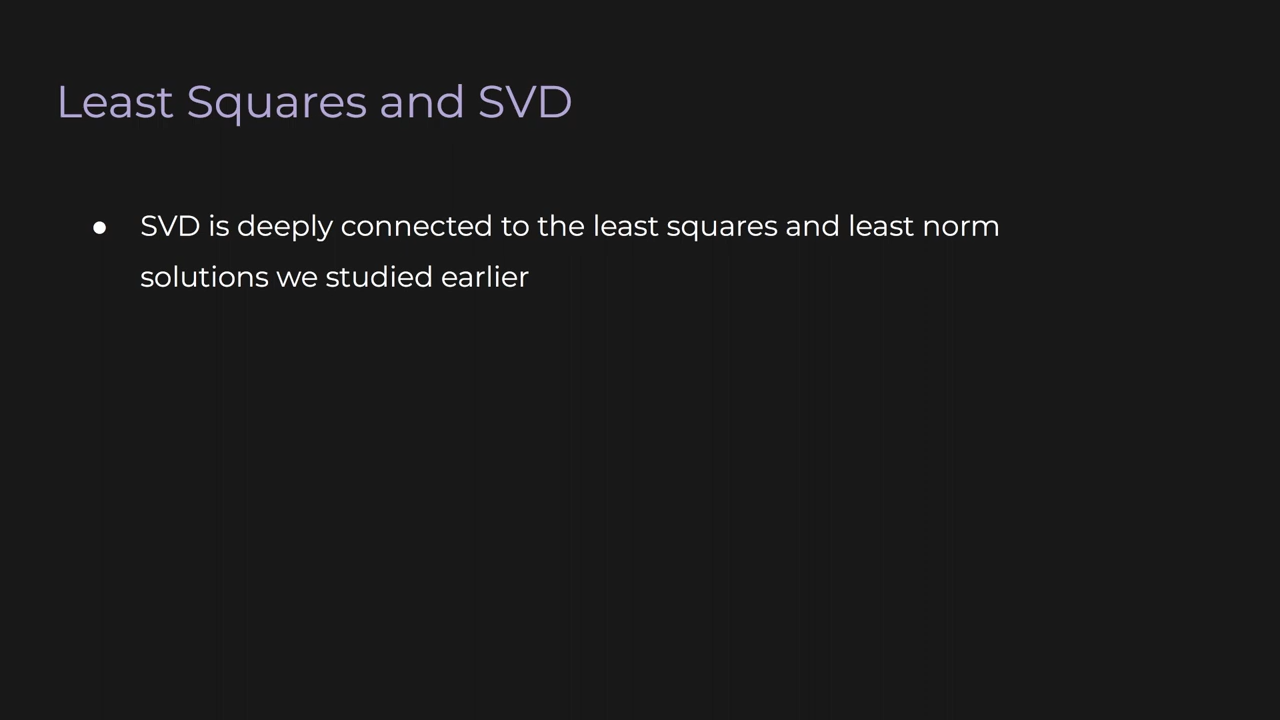 Least Squares and SVD
● SVD is deeply connected to the least squares and least norm
solutions we studied earlier